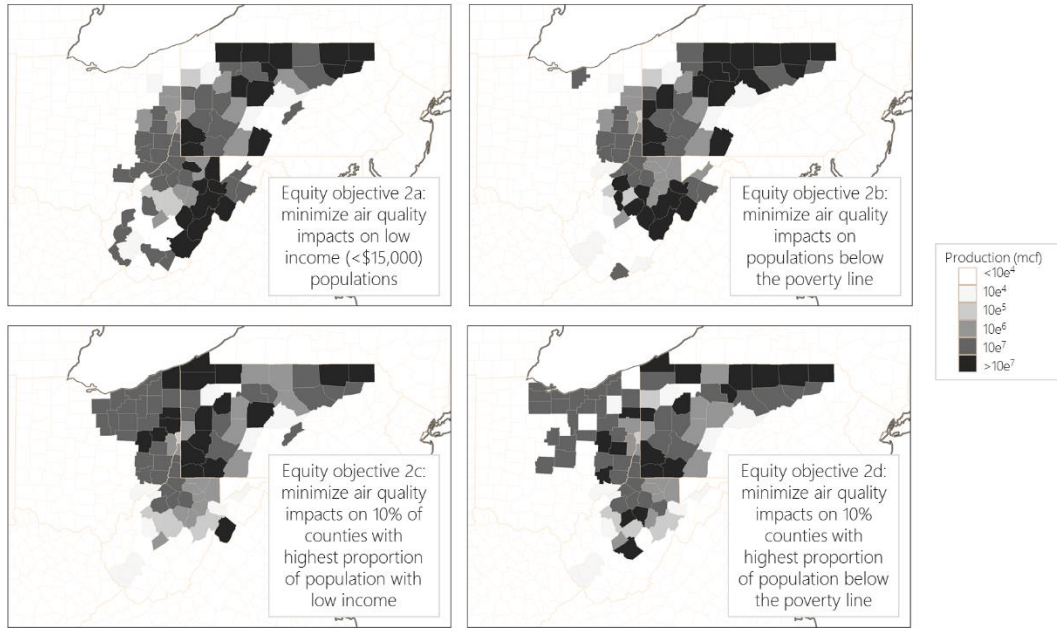 Equity objective 2a:
minimize air quality
impacts on low
income (<$15,000)
populations
Equity objective 2b:
minimize air quality
impacts on
populations below
the poverty line
Production (mcf)
<10e⁴
10e⁴
10e⁵
10e⁶
10e⁷
>10e⁷
Equity objective 2c:
minimize air quality
impacts on 10% of
counties with
highest proportion
of population with
low income
Equity objective 2d:
minimize air quality
impacts on 10%
counties with
highest proportion
of population below
the poverty line